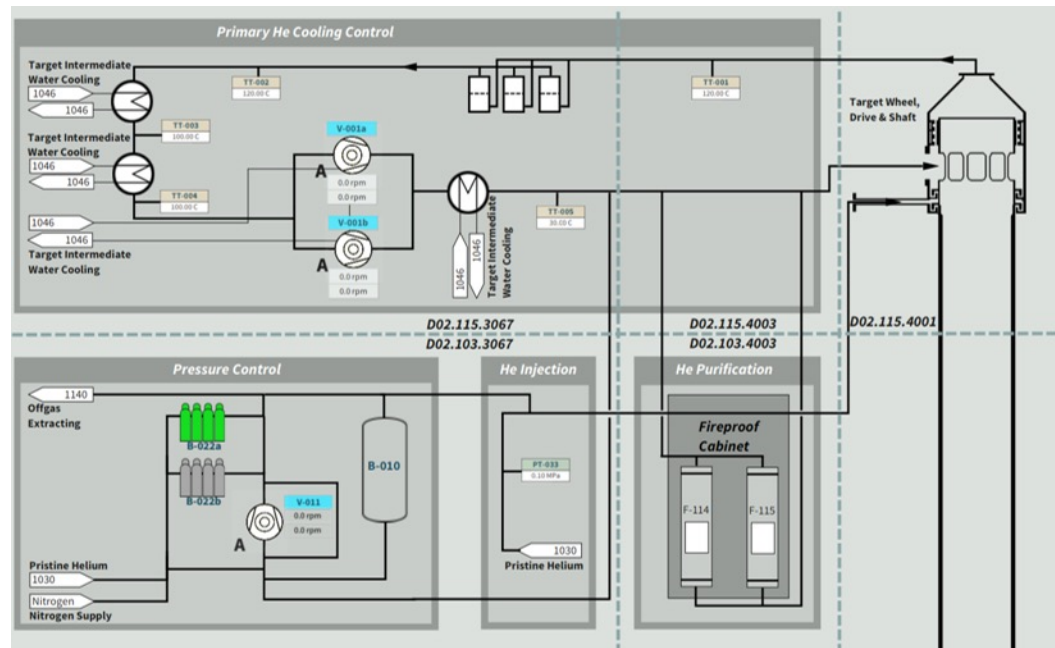 Primary He Cooling Control
Target Intermediate
Water Cooling
1046
1046
TT-002
120.00 C
TT-001
120.00 C
Target Wheel,
Drive & Shaft
TT-003
100.00 C
Target Intermediate
Water Cooling
1046
1046
V-001a
A
0.0 rpm
0.0 rpm
TT-004
100.00 C
1046
1046
Target Intermediate
Water Cooling
V-001b
A
0.0 rpm
0.0 rpm
TT-005
30.00 C
1046
1046
Target Intermediate
Water Cooling
D02.115.3067
D02.115.4003
D02.115.4001
D02.103.3067
D02.103.4003
Pressure Control
He Injection
He Purification
1140
Offgas
Extracting
B-022a
B-022b
B-010
V-011
0.0 rpm
0.0 rpm
A
Pristine Helium
1030
Nitrogen
Nitrogen Supply
PT-033
0.10 MPa
1030
Pristine Helium
Fireproof
Cabinet
F-114
F-115